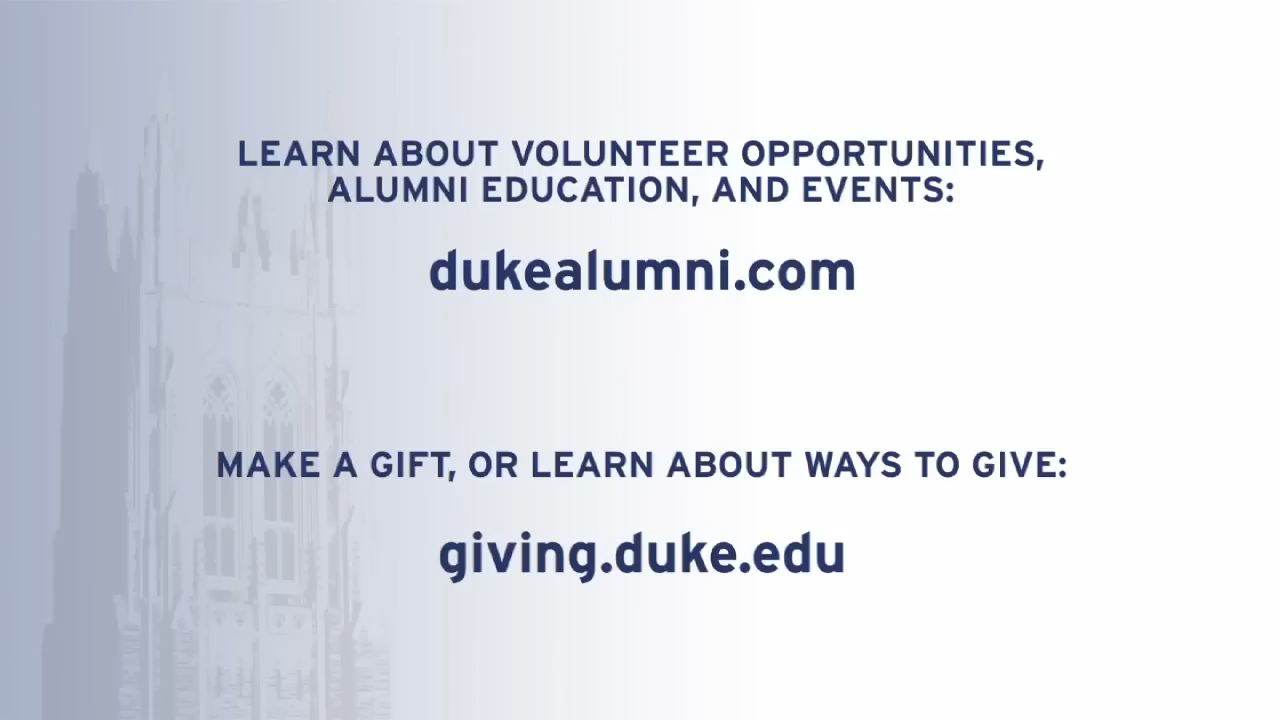 LEARN ABOUT VOLUNTEER OPPORTUNITIES,
ALUMNI EDUCATION, AND EVENTS:
dukealumni.com
MAKE A GIFT, OR LEARN ABOUT WAYS TO GIVE:
giving.duke.edu